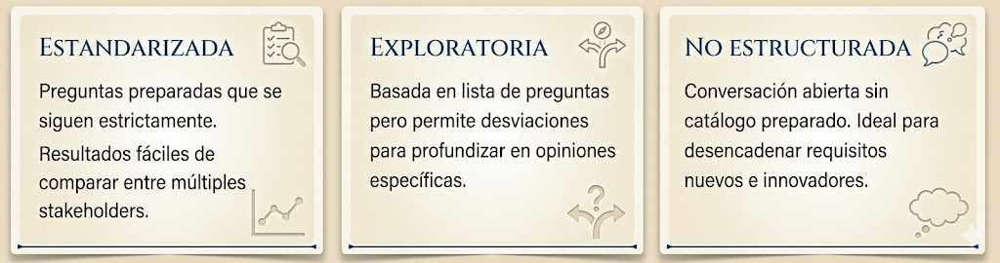 ESTANDARIZADA
Preguntas preparadas que se
siguen estrictamente.
Resultados fáciles de
comparar entre múltiples
stakeholders.
EXPLORATORIA
Basada en lista de preguntas
pero permite desviaciones
para profundizar en opiniones
específicas.
?
NO ESTRUCTURADA
Conversación abierta sin
catálogo preparado. Ideal para
desencadenar requisitos
nuevos e innovadores.